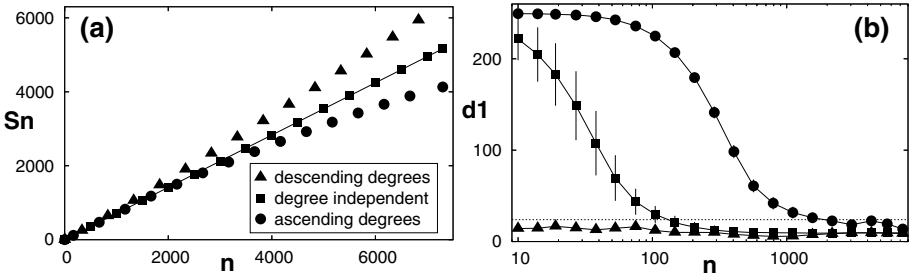 (a)
6000
4000
2000
0
Sn
descending degrees
degree independent
ascending degrees
0
2000
4000
6000
n
(b)
200
100
0
d1
10
100
1000
n